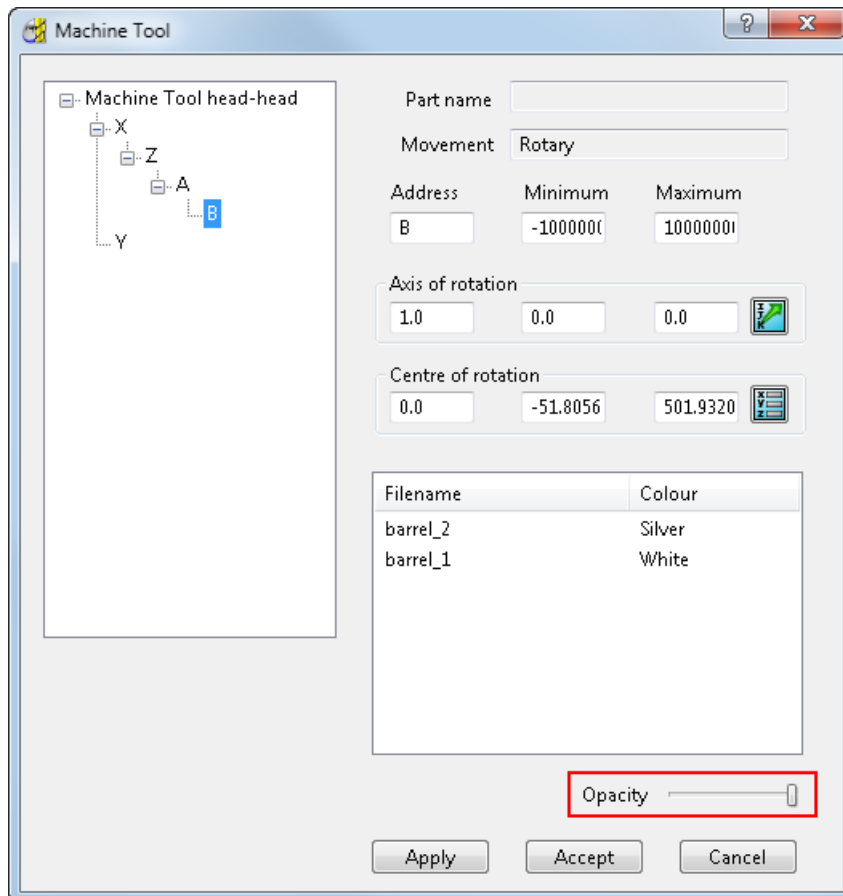 Machine Tool
Machine Tool head-head
X
Z
A
B
Y
Part name
Movement Rotary
Address Minimum Maximum
B -1000000( 1000000
Axis of rotation
1.0 0.0 0.0
I J K
Centre of rotation
0.0 -51.8056 501.9320
X Y Z
Filename Colour
barrel_2 Silver
barrel_1 White
Opacity
Apply Accept Cancel